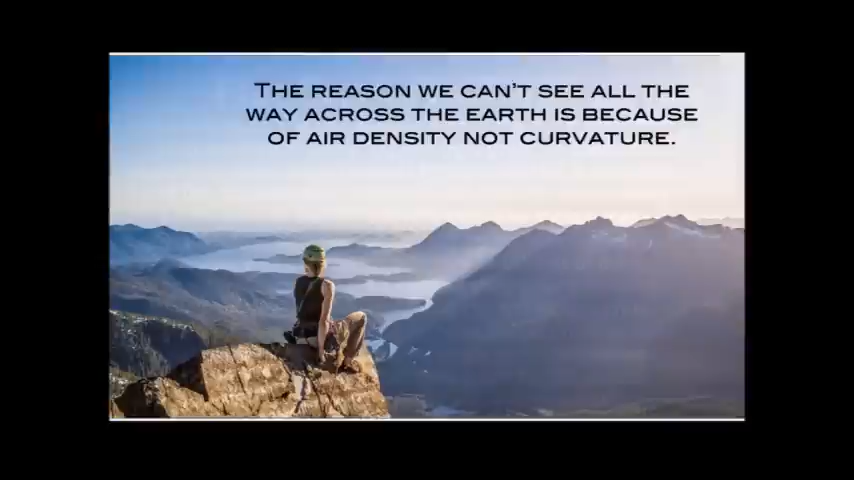 THE REASON WE CAN'T SEE ALL THE
WAY ACROSS THE EARTH IS BECAUSE
OF AIR DENSITY NOT CURVATURE.